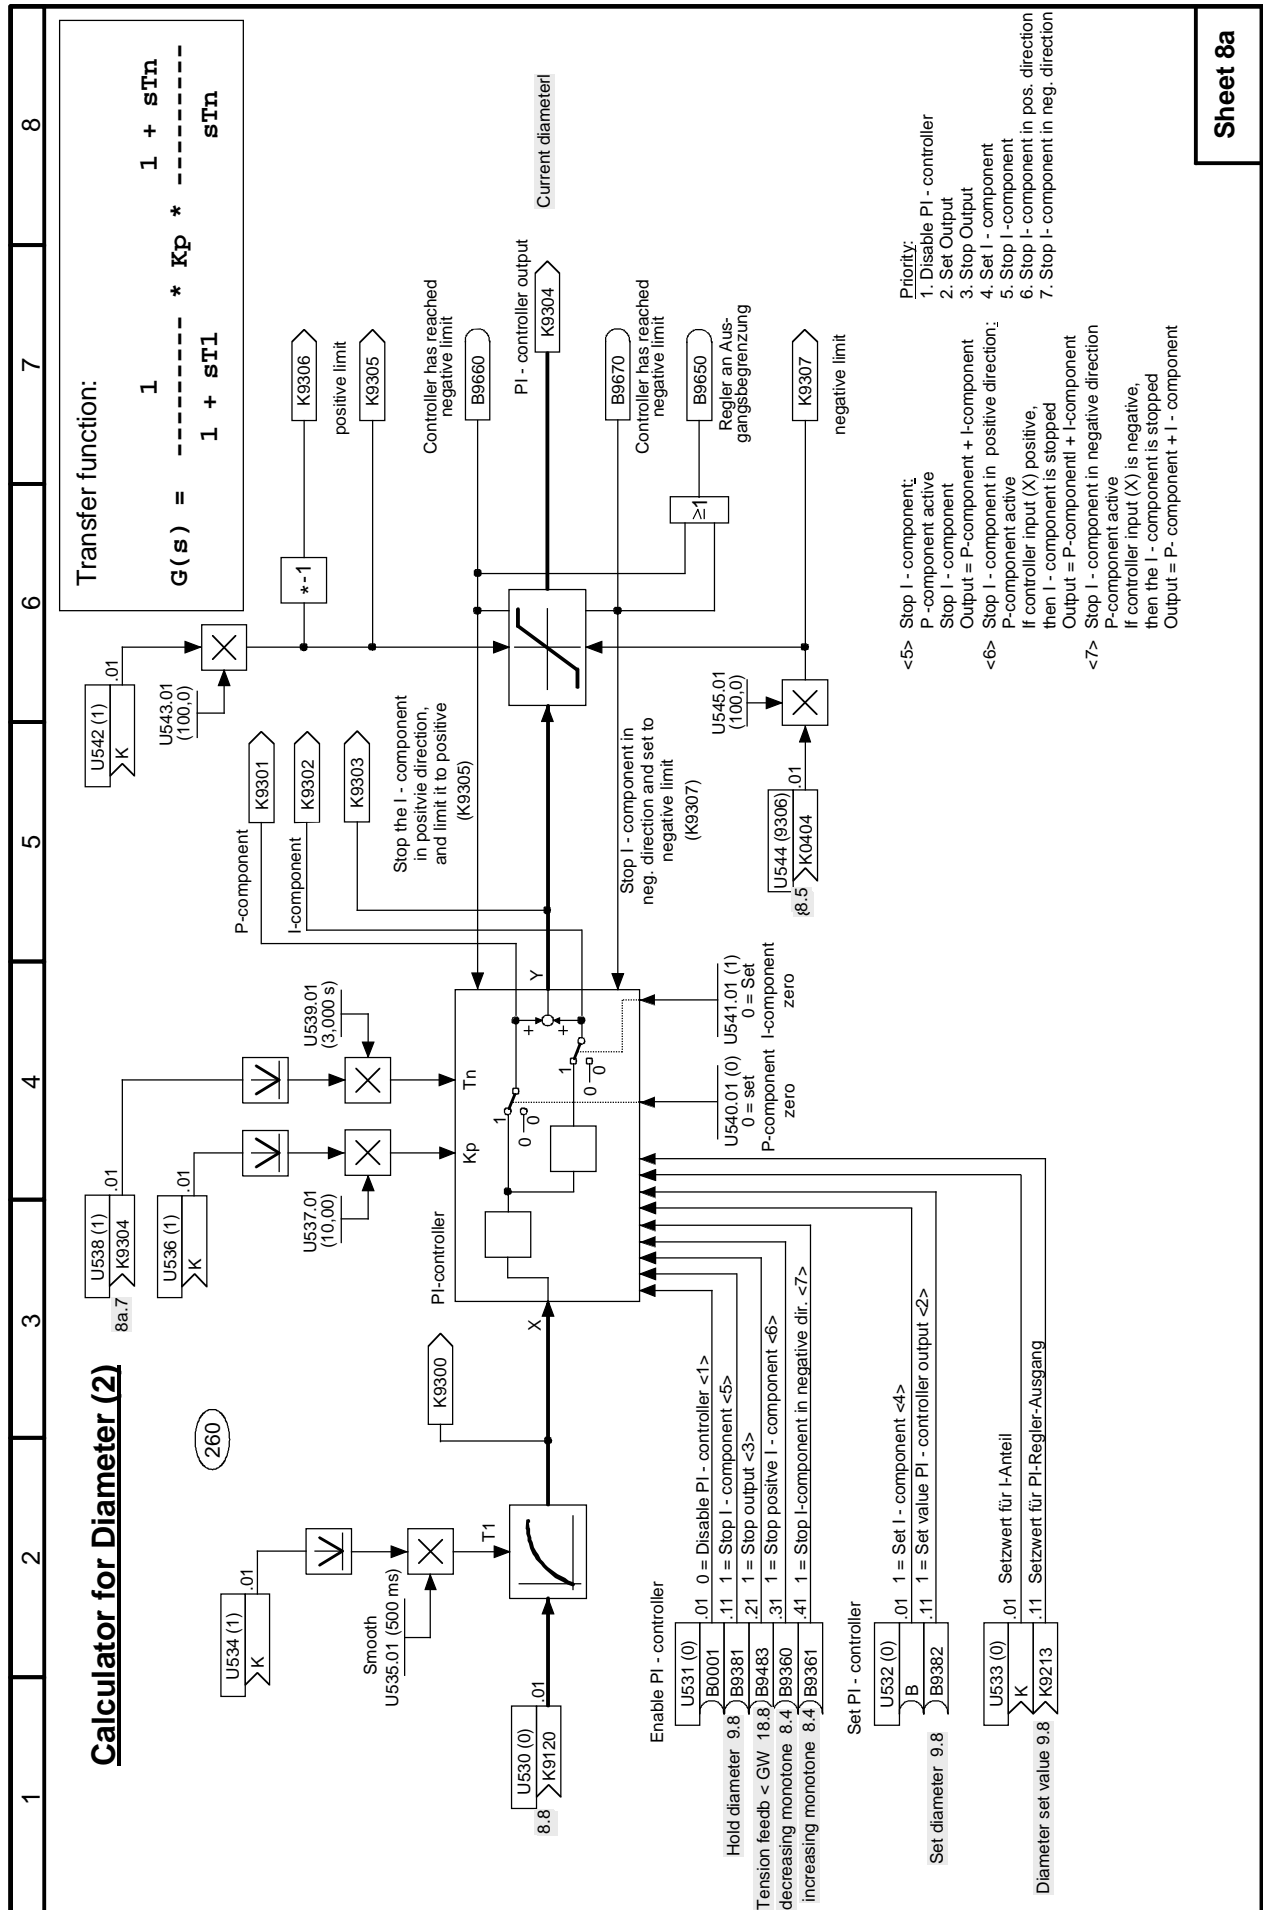 1 2 3 4 5 6 7 8
Calculator for Diameter (2)
260
Transfer function:
1 1 + sTn
G(s) = --------- * Kp * -----------
1 + sT1 sTn
U534 (1)
K
.01
Smooth
U535.01 (500 ms)
T1
U530 (0)
K9120
.01
8.8
K9300
X
U538 (1)
K9304
.01
8a.7
U536 (1)
K
.01
U537.01
(10,00)
U539.01
(3,000 s)
PI-controller
Kp
Tn
1
0
0
1
0
0
+
+
Y
P-component
K9301
I-component
K9302
K9303
Stop the I - component
in positvie direction,
and limit it to positive
(K9305)
Stop I - component in
neg. direction and set to
negative limit
(K9307)
U540.01 (0)
0 = set
P-component
zero
U541.01 (1)
0 = Set
I-component
zero
U542 (1)
K
.01
U543.01
(100,0)
*-1
K9306
positive limit
K9305
Controller has reached
negative limit
B9660
PI - controller output
K9304
Current diameterl
B9670
Controller has reached
negative limit
≥1
B9650
Regler an Aus-
gangsbegrenzung
K9307
negative limit
U545.01
(100,0)
U544 (9306)
K0404
.01
8.5
Enable PI - controller
U531 (0)
B0001 .01 0 = Disable PI - controller <1>
Hold diameter 9.8 B9381 .11 1 = Stop I - component <5>
Tension feedb < GW 18.8 B9483 .21 1 = Stop output <3>
decreasing monotone 8.4 B9360 .31 1 = Stop positve I - component <6>
increasing monotone 8.4 B9361 .41 1 = Stop I-component in negative dir. <7>
Set PI - controller
U532 (0)
B .01 1 = Set I - component <4>
Set diameter 9.8 B9382 .11 1 = Set value PI - controller output <2>
U533 (0)
K .01 Setzwert für I-Anteil
Diameter set value 9.8 K9213 .11 Setzwert für PI-Regler-Ausgang
<5> Stop I - component:
P -component active
Stop I - component
Output = P-component + I-component
<6> Stop I - component in positive direction:
P-component active
If controller input (X) positive,
then I - component is stopped
Output = P-componentl + I-component
<7> Stop I - component in negative direction
P-component active
If controller input (X) is negative,
then the I - component is stopped
Output = P- component + I - component
Priority:
1. Disable PI - controller
2. Set Output
3. Stop Output
4. Set I - component
5. Stop I -component
6. Stop I- component in pos. direction
7. Stop I- component in neg. direction
Sheet 8a